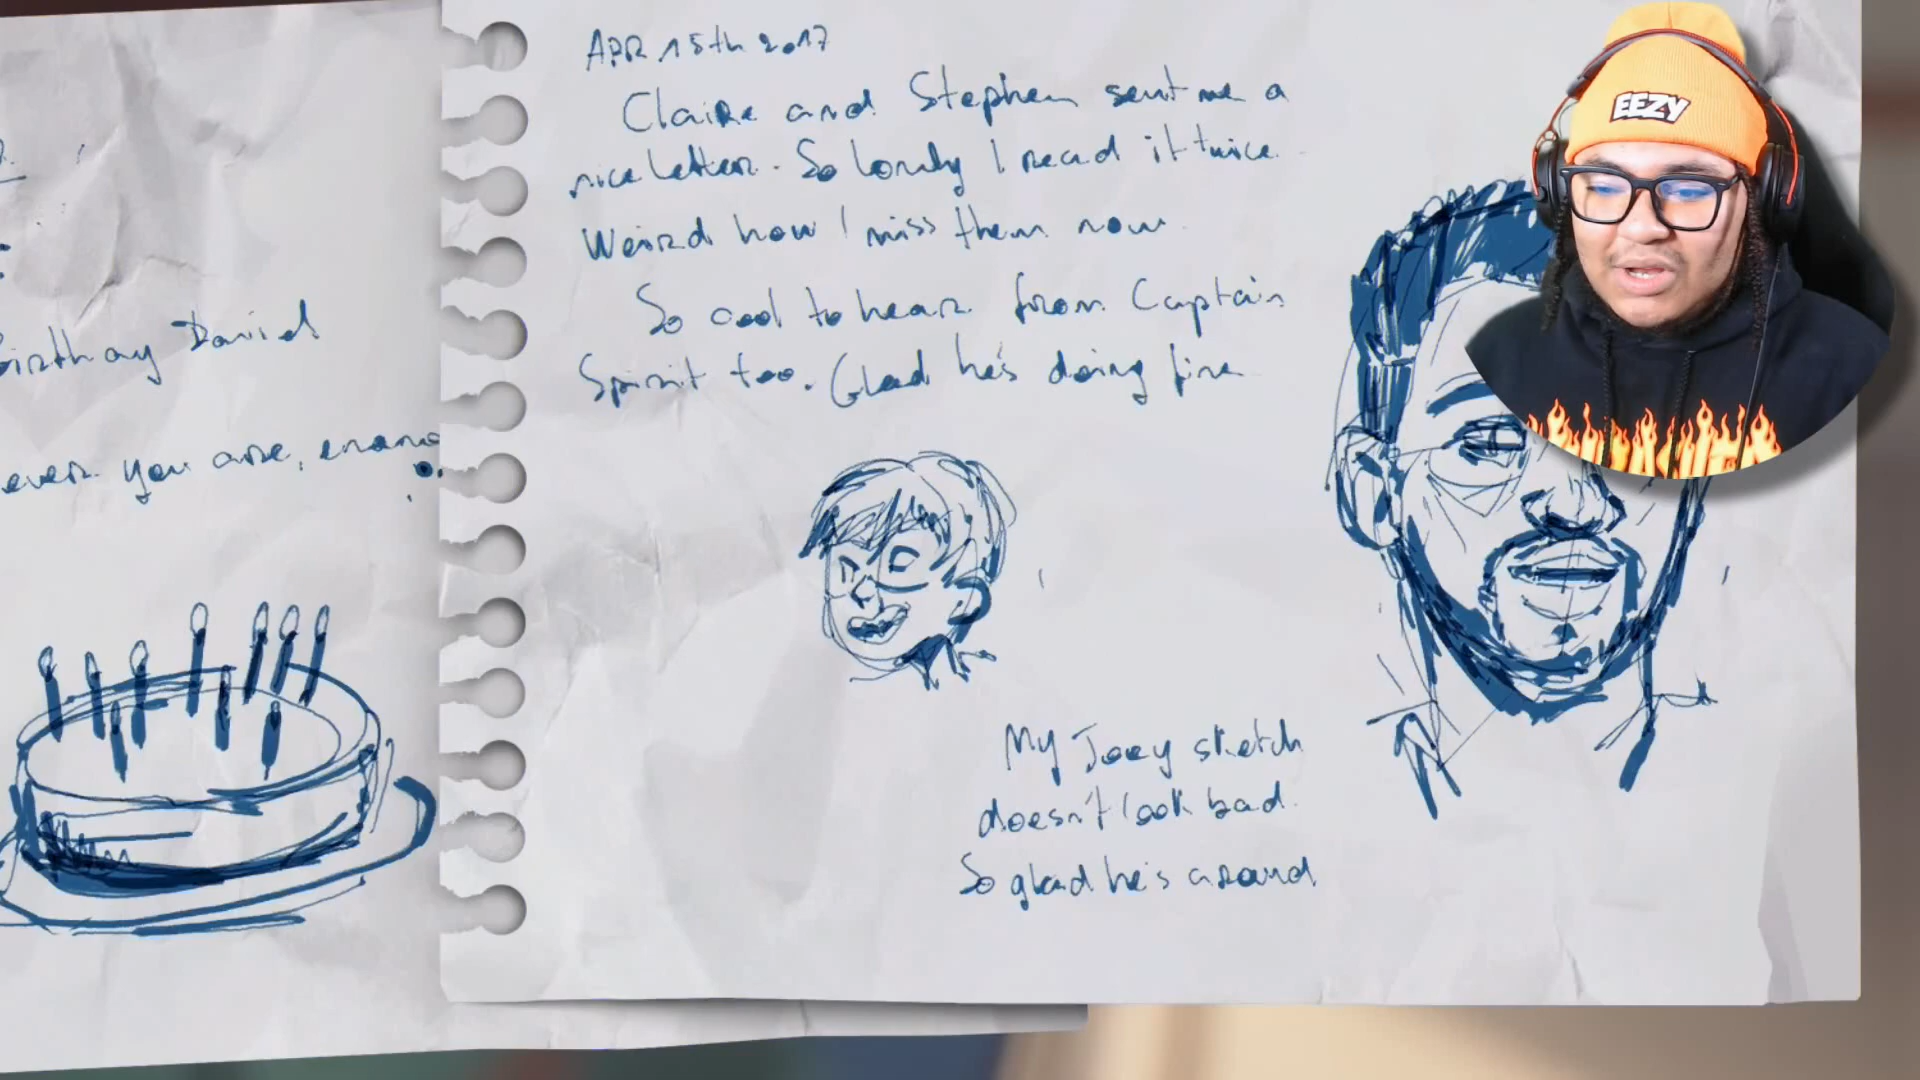 Birthday Daniel
ever you are, enano
APR 15th 2017
Claire and Stephen sent me a
nice letter. So lonely I read it twice.
Weird how I miss them now.
So cool to hear from Captain
Spirit too. Glad he's doing fine
My Joey sketch
doesn't look bad.
So glad he's around
EEZY